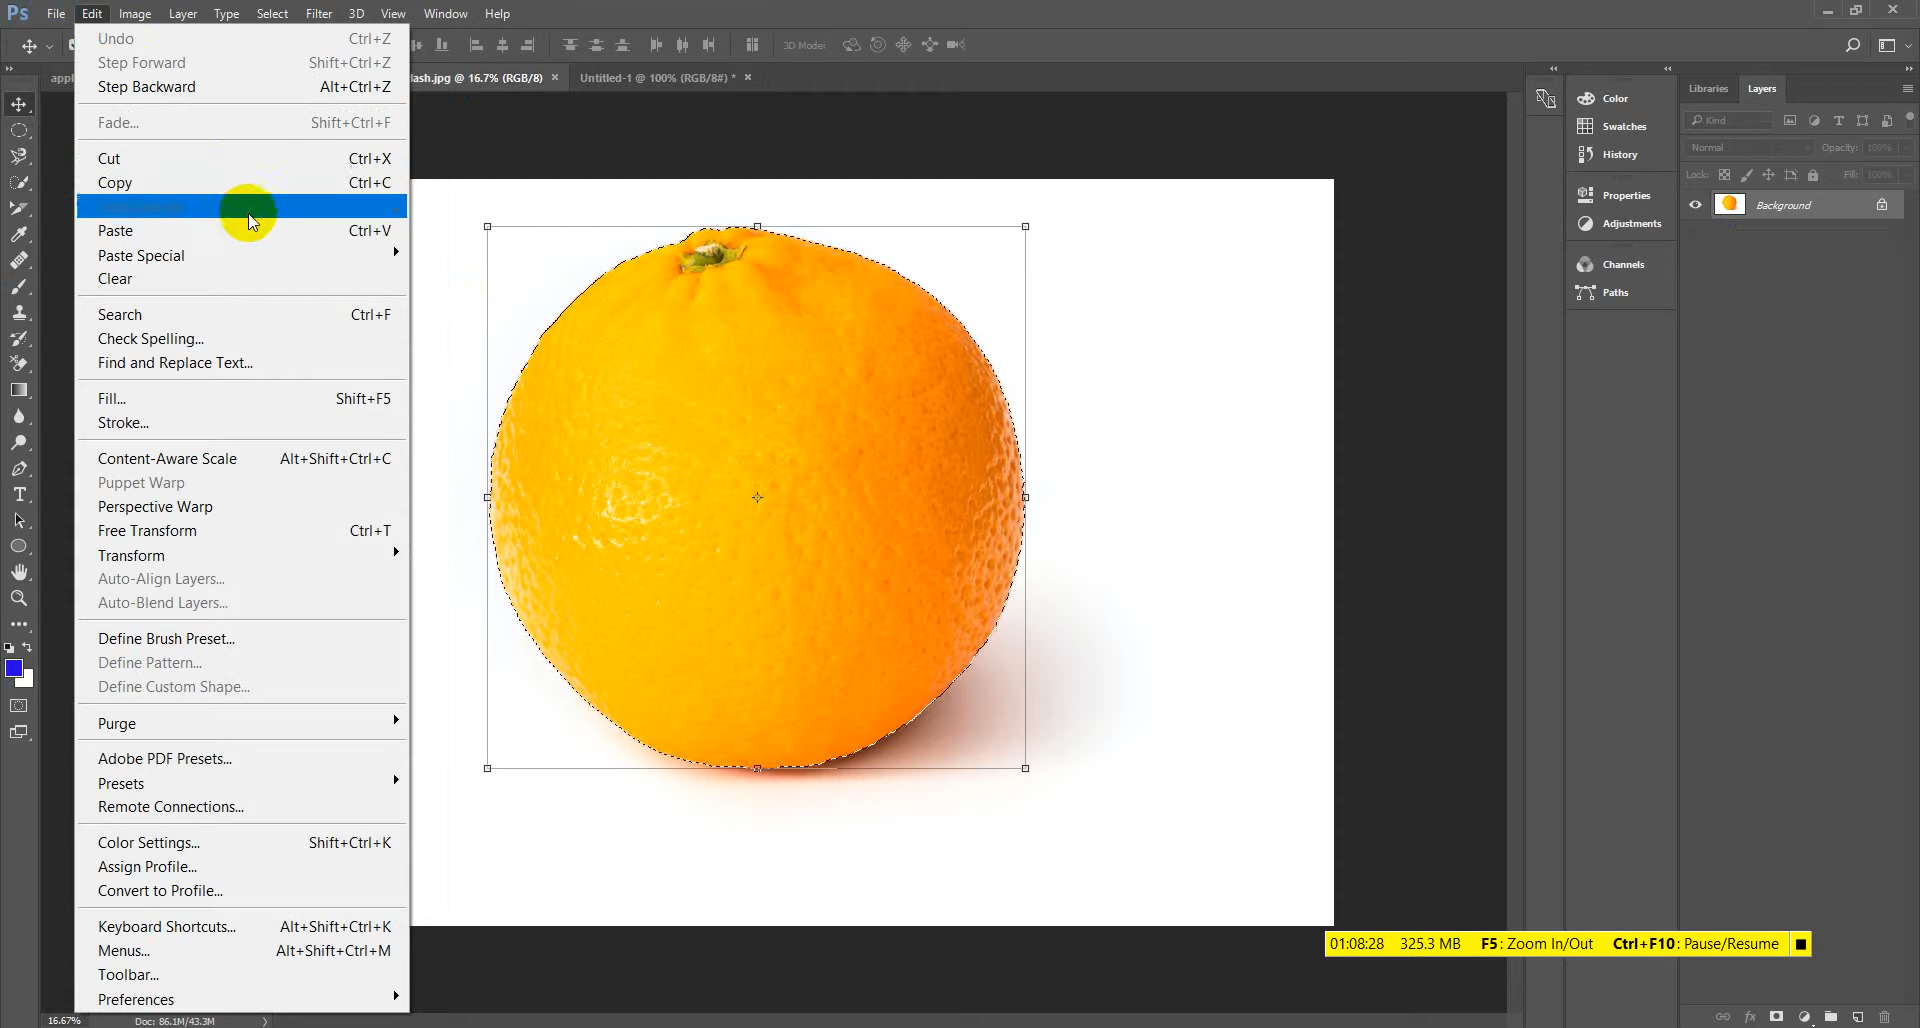 Ps File Edit Image Layer Type Select Filter 3D View Window Help
3D Mode:
lash.jpg @ 16.7% (RGB/8) × Untitled-1 @ 100% (RGB/8#) * ×
Undo Ctrl+Z
Step Forward Shift+Ctrl+Z
Step Backward Alt+Ctrl+Z
Fade... Shift+Ctrl+F
Cut Ctrl+X
Copy Ctrl+C
Paste Ctrl+V
Paste Special
Clear
Search Ctrl+F
Check Spelling...
Find and Replace Text...
Fill... Shift+F5
Stroke...
Content-Aware Scale Alt+Shift+Ctrl+C
Puppet Warp
Perspective Warp
Free Transform Ctrl+T
Transform
Auto-Align Layers...
Auto-Blend Layers...
Define Brush Preset...
Define Pattern...
Define Custom Shape...
Purge
Adobe PDF Presets...
Presets
Remote Connections...
Color Settings... Shift+Ctrl+K
Assign Profile...
Convert to Profile...
Keyboard Shortcuts... Alt+Shift+Ctrl+K
Menus... Alt+Shift+Ctrl+M
Toolbar...
Preferences
Color
Swatches
History
Properties
Adjustments
Channels
Paths
Libraries Layers
Kind
Normal Opacity: 100%
Lock: Fill: 100%
Background
01:08:28 325.3 MB F5: Zoom In/Out Ctrl+F10: Pause/Resume
16.67% Doc: 86.1M/43.3M